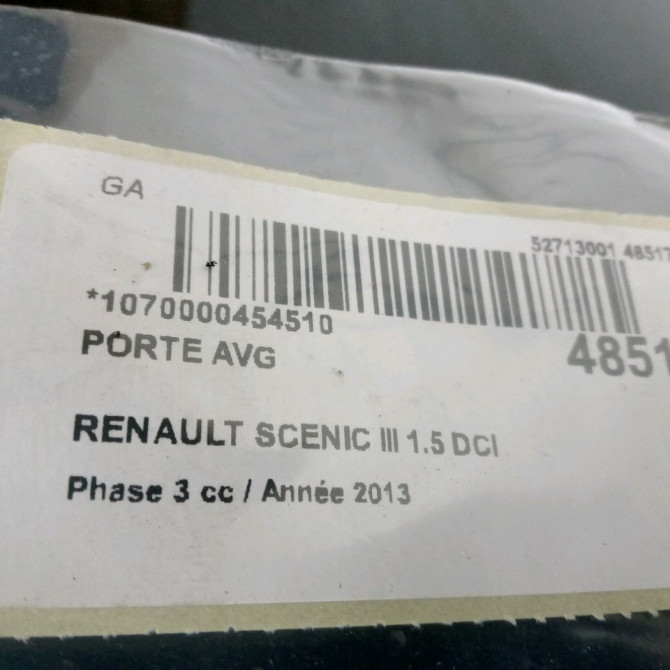 GA
52713001 48517
*1070000454510
PORTE AVG
4851
RENAULT SCENIC III 1.5 DCI
Phase 3 cc / Année 2013